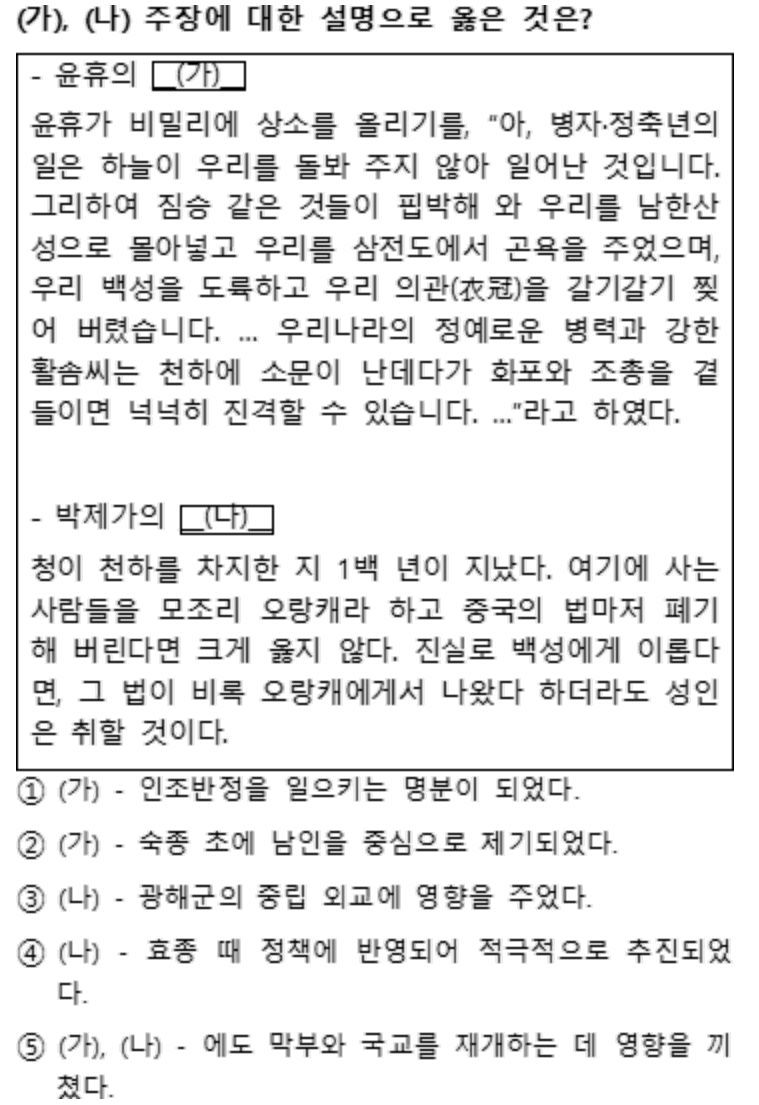 (가), (나) 주장에 대한 설명으로 옳은 것은?
- 윤휴의 (가)
윤휴가 비밀리에 상소를 올리기를, "아, 병자·정축년의
일은 하늘이 우리를 돌봐 주지 않아 일어난 것입니다.
그리하여 짐승 같은 것들이 핍박해 와 우리를 남한산
성으로 몰아넣고 우리를 삼전도에서 곤욕을 주었으며,
우리 백성을 도륙하고 우리 의관(衣冠)을 갈기갈기 찢
어 버렸습니다. ... 우리나라의 정예로운 병력과 강한
활솜씨는 천하에 소문이 난데다가 화포와 조총을 곁
들이면 넉넉히 진격할 수 있습니다. ..."라고 하였다.
- 박제가의 (나)
청이 천하를 차지한 지 1백 년이 지났다. 여기에 사는
사람들을 모조리 오랑캐라 하고 중국의 법마저 폐기
해 버린다면 크게 옳지 않다. 진실로 백성에게 이롭다
면, 그 법이 비록 오랑캐에게서 나왔다 하더라도 성인
은 취할 것이다.
① (가) - 인조반정을 일으키는 명분이 되었다.
② (가) - 숙종 초에 남인을 중심으로 제기되었다.
③ (나) - 광해군의 중립 외교에 영향을 주었다.
④ (나) - 효종 때 정책에 반영되어 적극적으로 추진되었
다.
⑤ (가), (나) - 에도 막부와 국교를 재개하는 데 영향을 끼
쳤다.